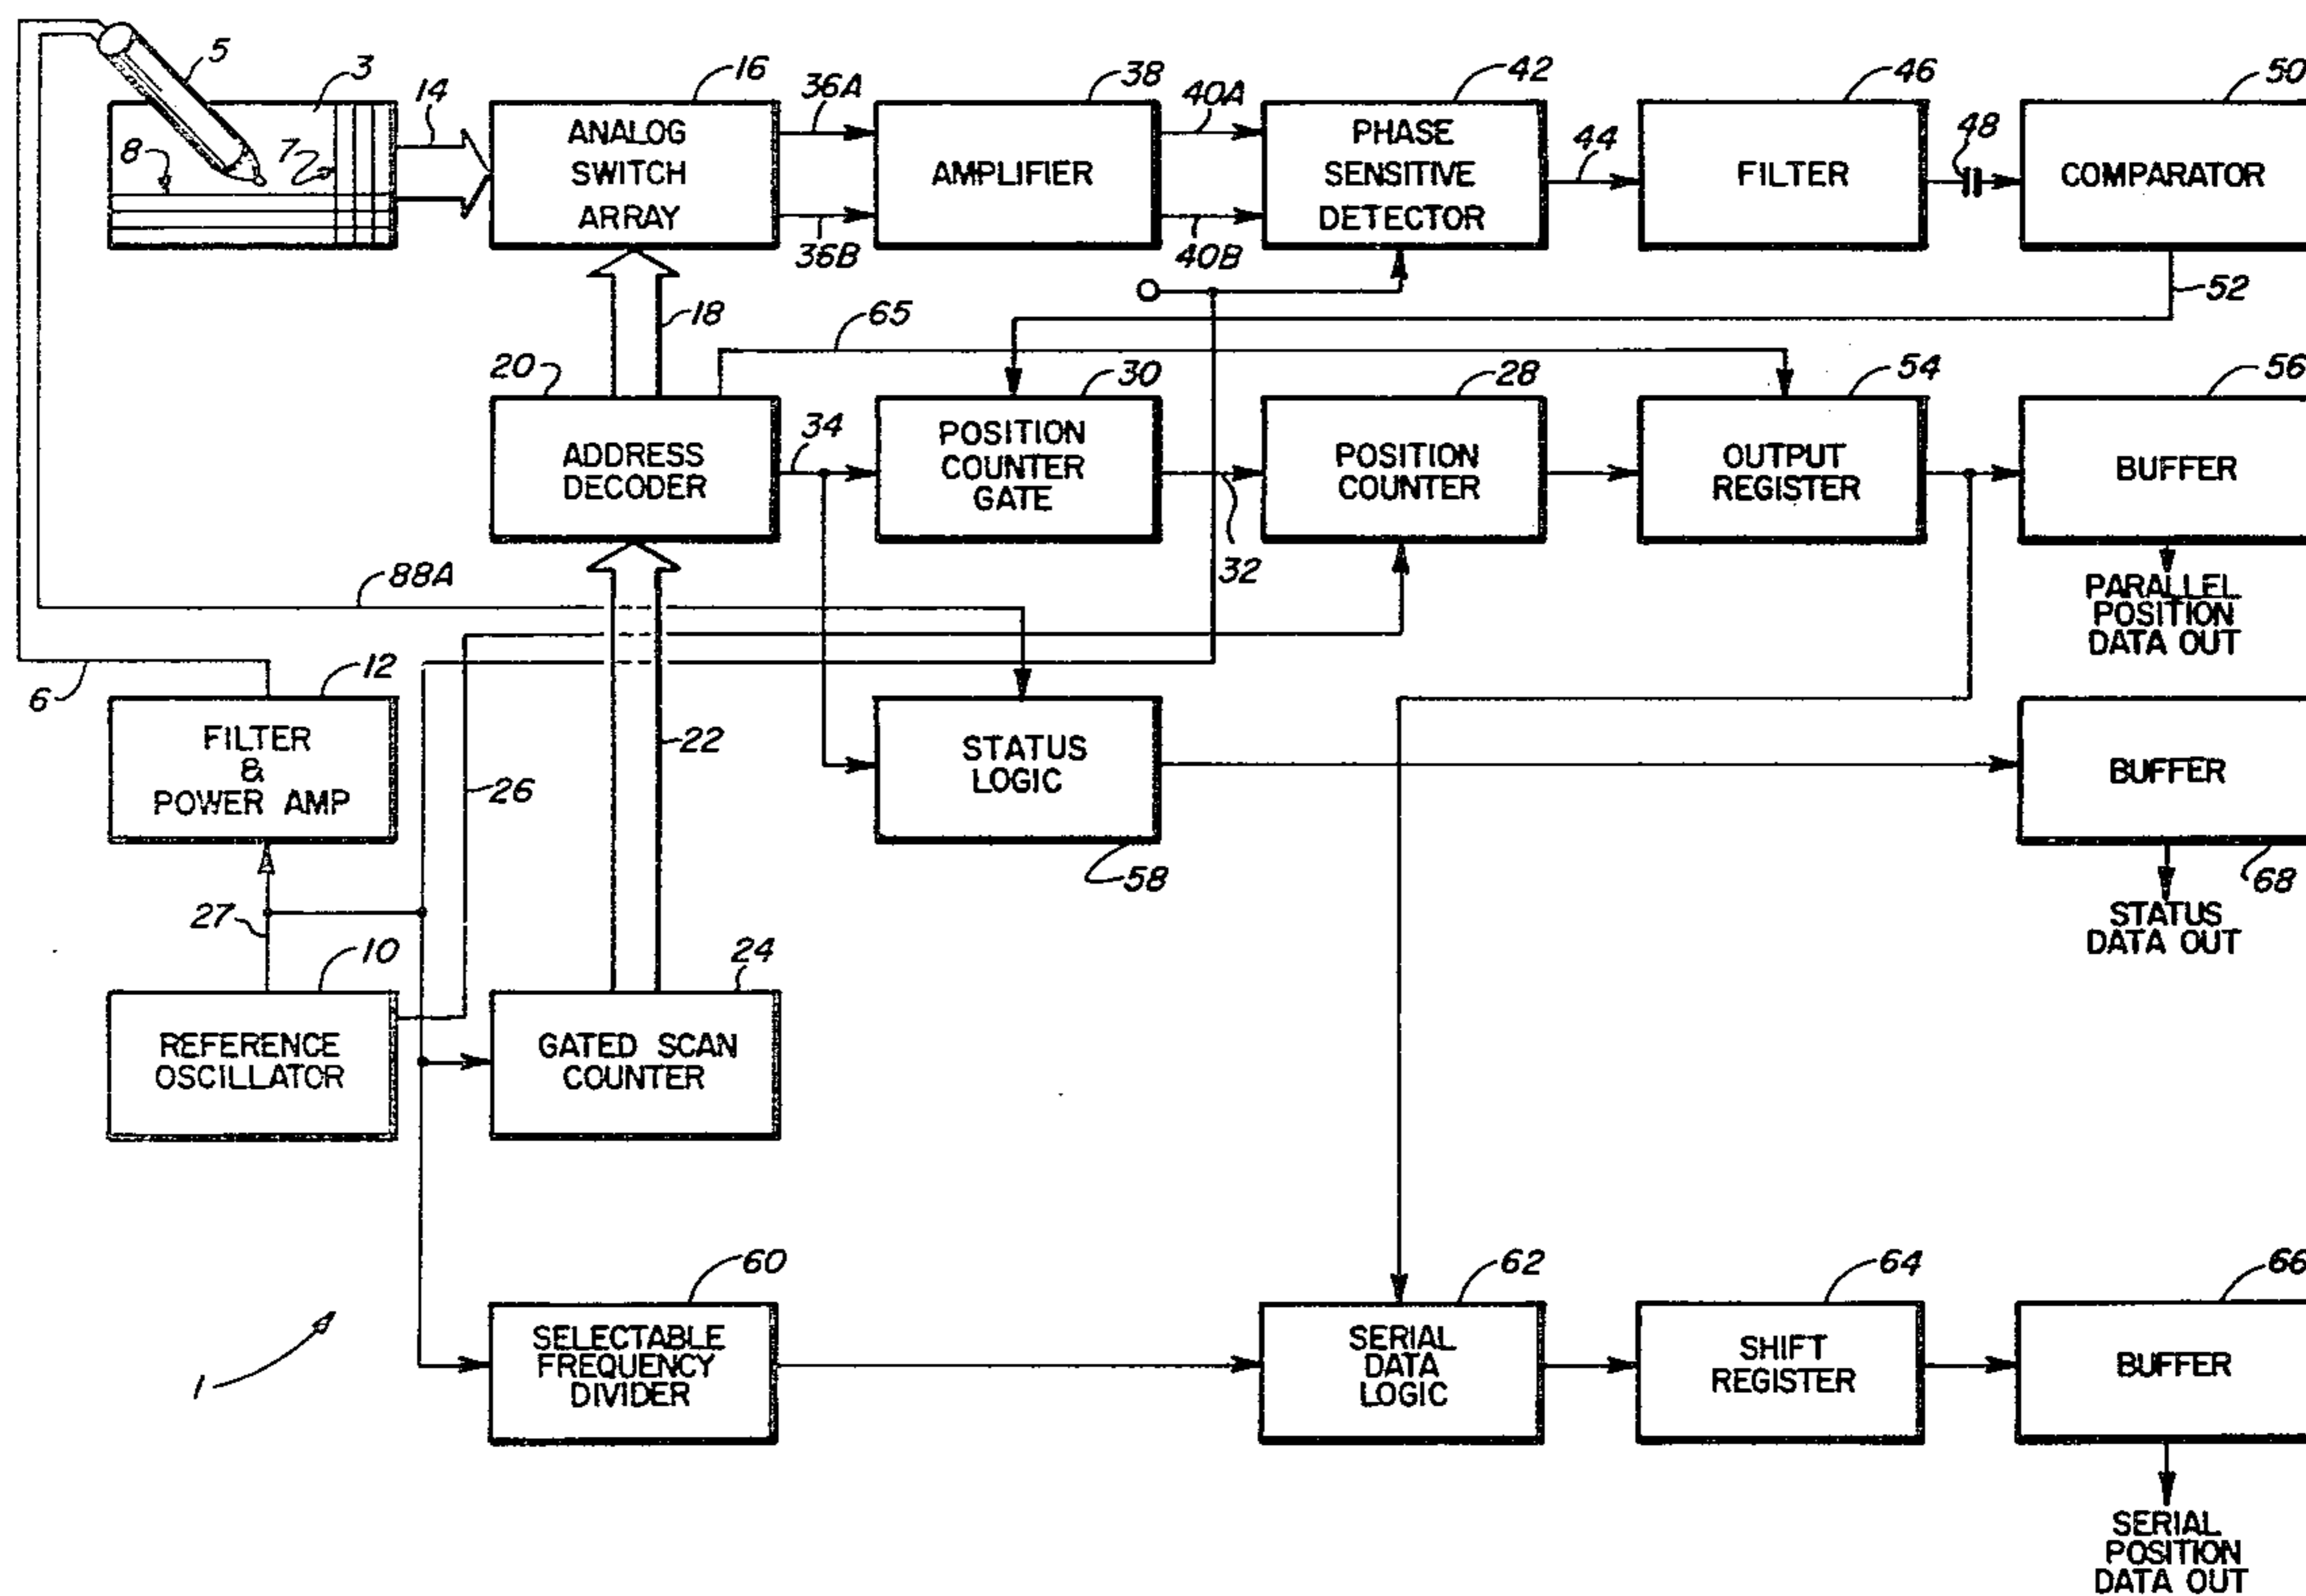 5
3
14
16
36A
38
40A
42
46
50
8
7
ANALOG
SWITCH
ARRAY
AMPLIFIER
PHASE
SENSITIVE
DETECTOR
44
FILTER
48
COMPARATOR
36B
40B
52
18
65
20
30
28
54
56
ADDRESS
DECODER
34
POSITION
COUNTER
GATE
32
POSITION
COUNTER
OUTPUT
REGISTER
BUFFER
PARALLEL
POSITION
DATA OUT
88A
6
12
FILTER
&
POWER AMP
26
22
STATUS
LOGIC
58
BUFFER
68
STATUS
DATA OUT
27
10
24
REFERENCE
OSCILLATOR
GATED SCAN
COUNTER
60
62
64
66
1
SELECTABLE
FREQUENCY
DIVIDER
SERIAL
DATA
LOGIC
SHIFT
REGISTER
BUFFER
SERIAL
POSITION
DATA OUT